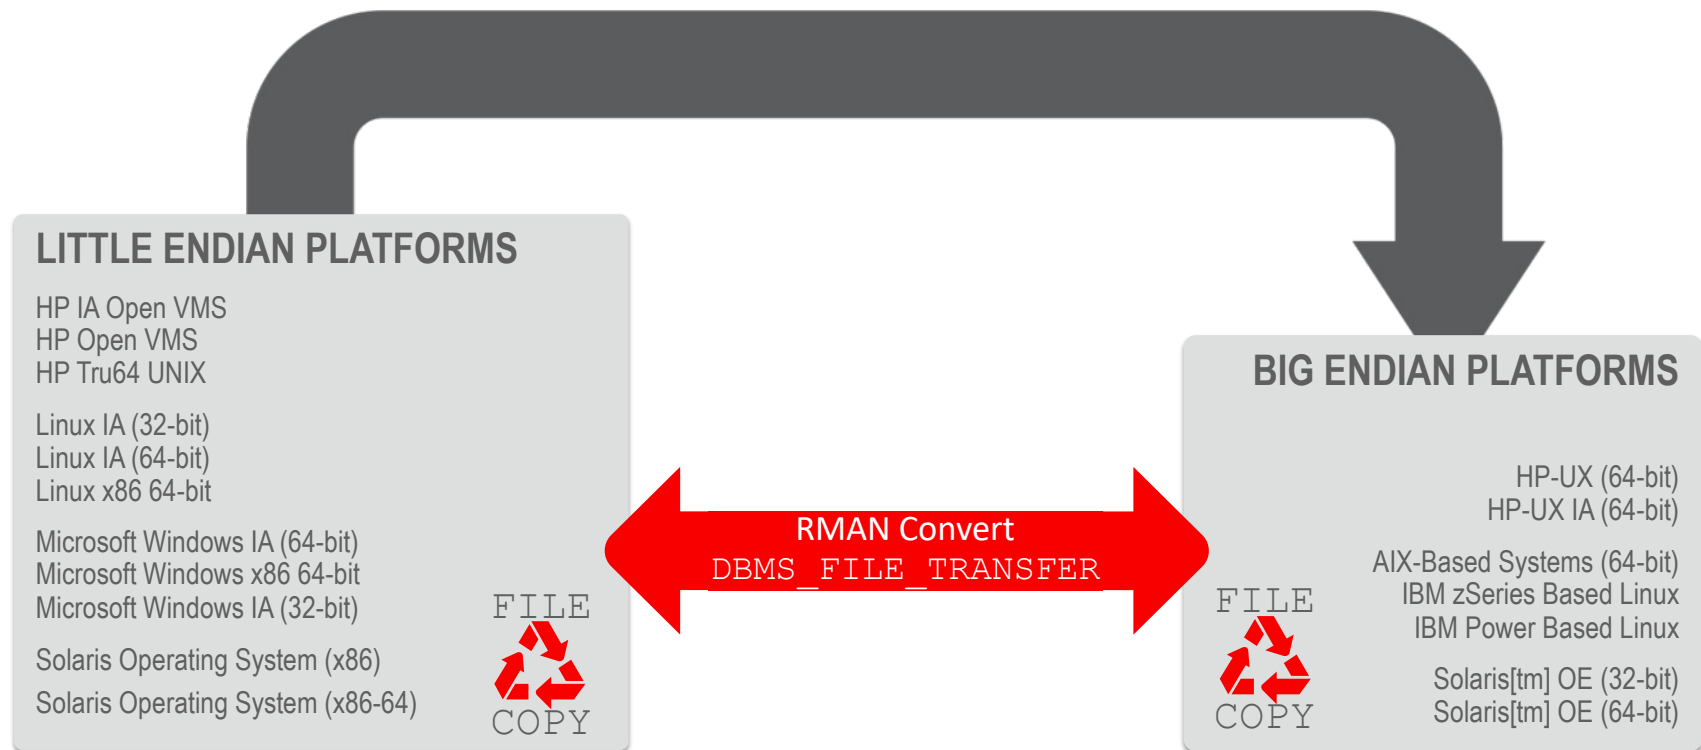 LITTLE ENDIAN PLATFORMS
HP IA Open VMS
HP Open VMS
HP Tru64 UNIX
Linux IA (32-bit)
Linux IA (64-bit)
Linux x86 64-bit
Microsoft Windows IA (64-bit)
Microsoft Windows x86 64-bit
Microsoft Windows IA (32-bit)
Solaris Operating System (x86)
Solaris Operating System (x86-64)
FILE
COPY
RMAN Convert
DBMS_FILE_TRANSFER
BIG ENDIAN PLATFORMS
HP-UX (64-bit)
HP-UX IA (64-bit)
AIX-Based Systems (64-bit)
IBM zSeries Based Linux
IBM Power Based Linux
Solaris[tm] OE (32-bit)
Solaris[tm] OE (64-bit)
FILE
COPY